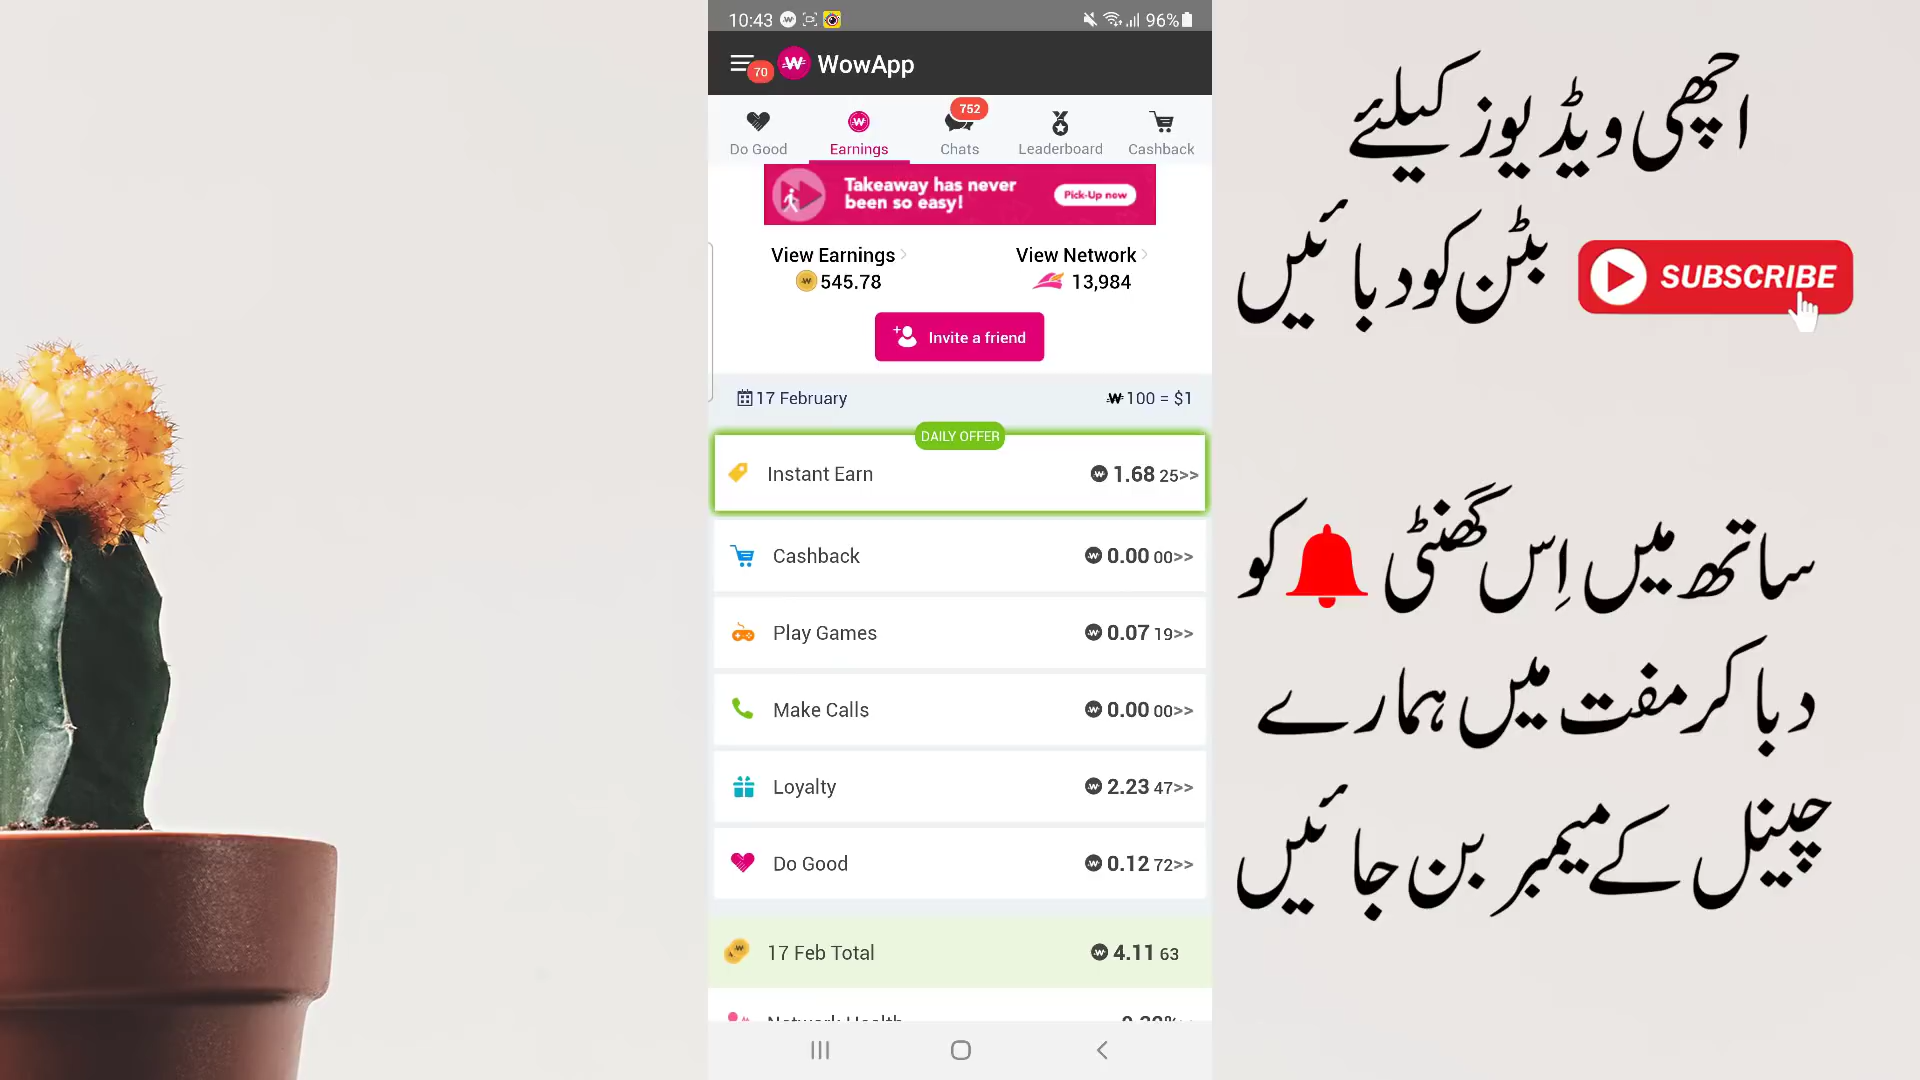 10:43 96%
70 WowApp
752
Do Good Earnings Chats Leaderboard Cashback
Takeaway has never
been so easy!
Pick-Up now
View Earnings
545.78
View Network
13,984
Invite a friend
17 February W 100 = $1
DAILY OFFER
Instant Earn 1.68 25>>
Cashback 0.00 00>>
Play Games 0.07 19>>
Make Calls 0.00 00>>
Loyalty 2.23 47>>
Do Good 0.12 72>>
17 Feb Total 4.11 63
اچھی ویڈیوز کیلئے
SUBSCRIBE بٹن کو دبائیں
ساتھ میں اِس گھنٹی کو
دبا کر مفت میں ہمارے
چینل کے میمبر بن جائیں